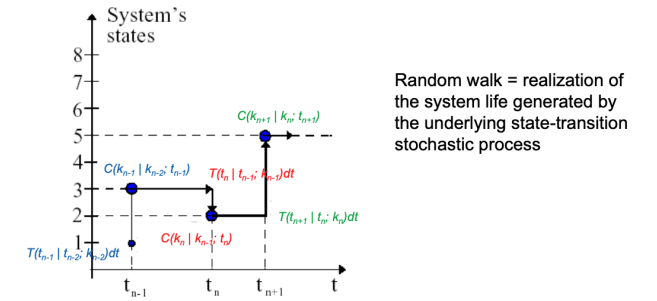 System's
states
8
7
6
5
4
3
2
1
C(kₙ₊₁ | kₙ; tₙ₊₁)
C(kₙ₋₁ | kₙ₋₂; tₙ₋₁)
T(tₙ | tₙ₋₁; kₙ₋₁)dt
T(tₙ₊₁ | tₙ; kₙ)dt
C(kₙ | kₙ₋₁; tₙ)
T(tₙ₋₁ | tₙ₋₂; kₙ₋₂)dt
tₙ₋₁
tₙ
tₙ₊₁
t
Random walk = realization of
the system life generated by
the underlying state-transition
stochastic process